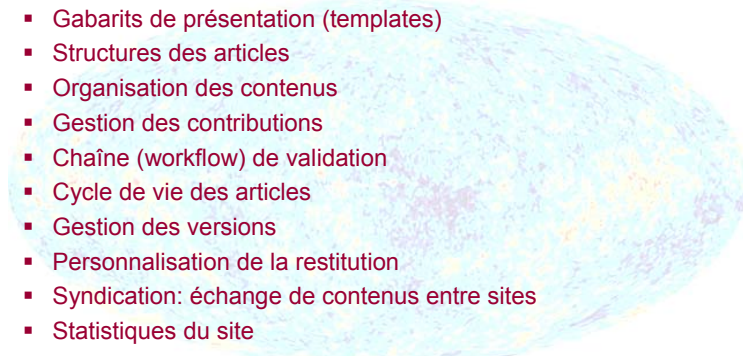 ▪ Gabarits de présentation (templates)
▪ Structures des articles
▪ Organisation des contenus
▪ Gestion des contributions
▪ Chaîne (workflow) de validation
▪ Cycle de vie des articles
▪ Gestion des versions
▪ Personnalisation de la restitution
▪ Syndication: échange de contenus entre sites
▪ Statistiques du site